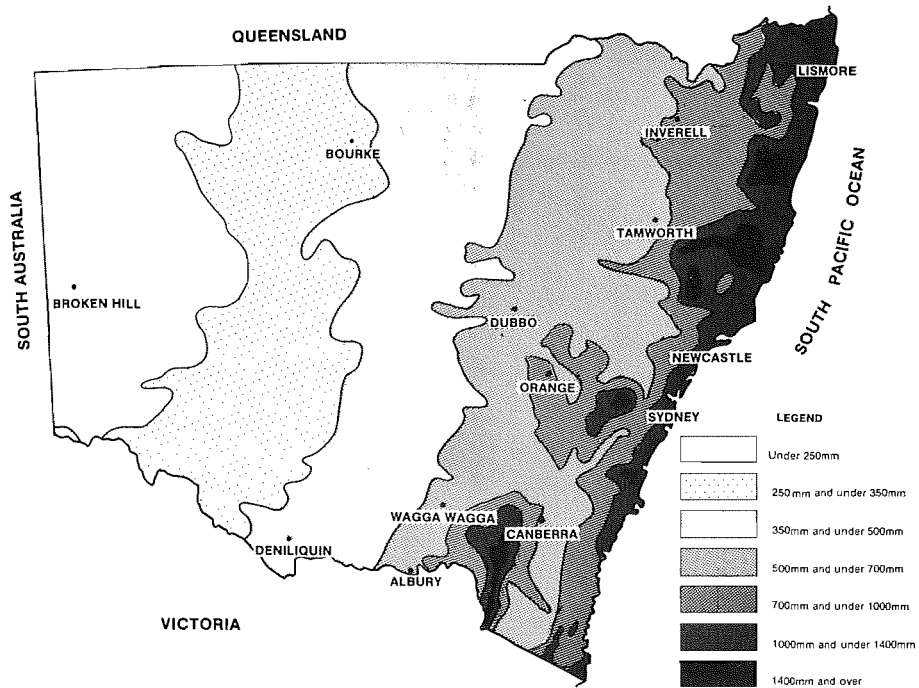 QUEENSLAND
LISMORE
INVERELL
BOURKE
SOUTH AUSTRALIA
SOUTH PACIFIC OCEAN
TAMWORTH
BROKEN HILL
DUBBO
NEWCASTLE
ORANGE
SYDNEY
LEGEND
Under 250mm
250mm and under 350mm
350mm and under 500mm
500mm and under 700mm
700mm and under 1000mm
1000mm and under 1400mm
1400mm and over
WAGGA WAGGA
CANBERRA
DENILIQUIN
ALBURY
VICTORIA